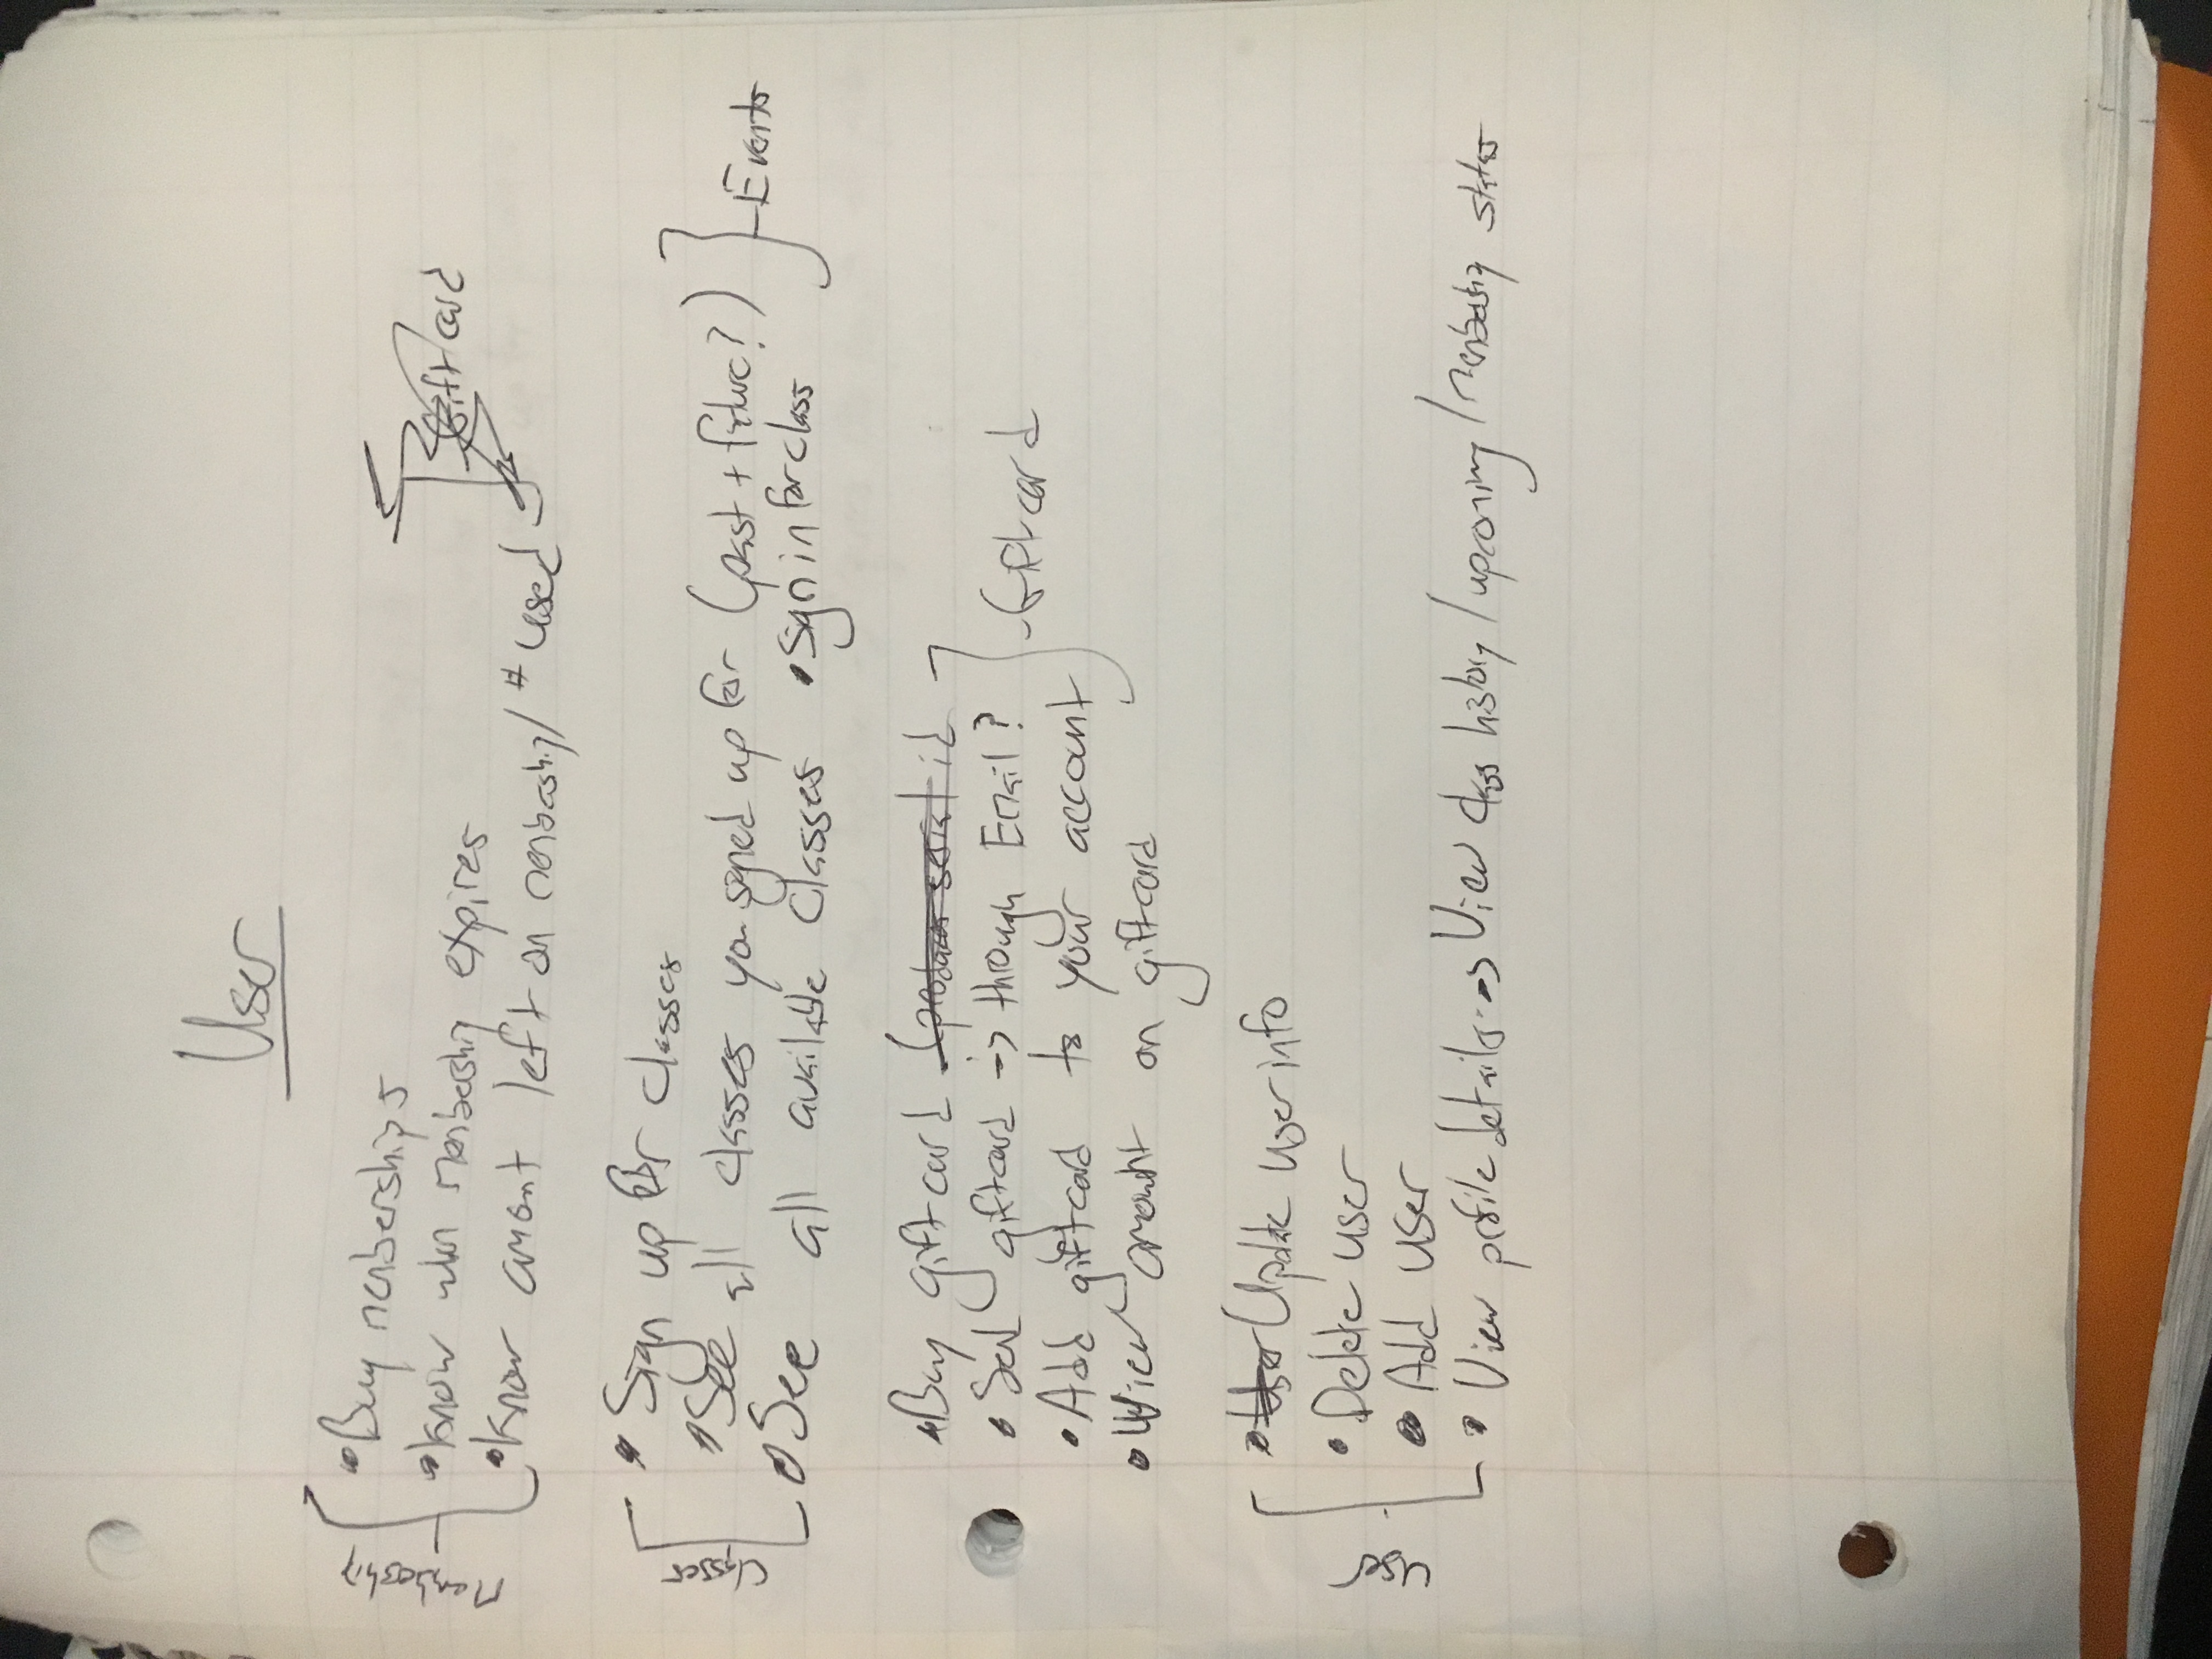 User
Membership
• Buy memberships
• Know when membership expires
Giftcard
• Know amount left on membership/ # used
Classes
• Sign up for classes
• See all classes you signed up for (past + future?)
Events
• See all available classes • Sign in for class
• Buy giftcard id
• Send giftcard -> through Email?
Giftcard
• Add giftcard to your account
• View amount on giftcard
User
• User Update user info
• Delete user
• Add user
• View profile details -> View class history / upcoming / membership status